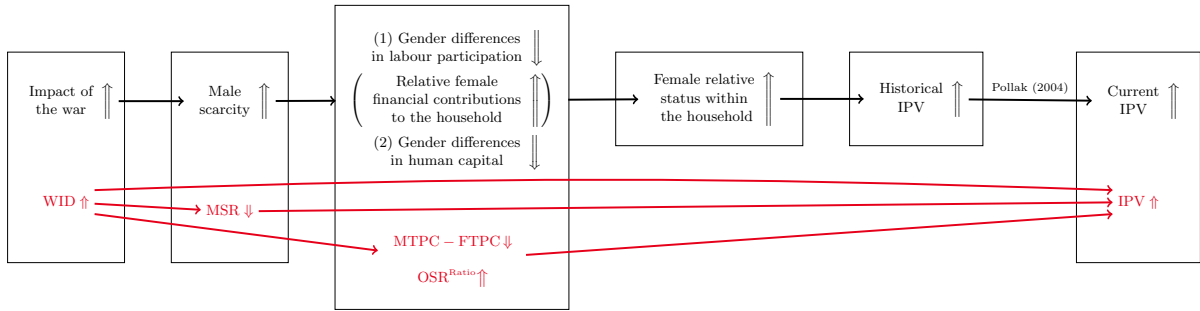 Impact of
the war ⇑
Male
scarcity ⇑
(1) Gender differences
in labour participation ⇓
( Relative female
financial contributions
to the household ⇑ )
(2) Gender differences
in human capital ⇓
Female relative
status within
the household ⇑
Historical
IPV ⇑
Pollak (2004)
Current
IPV ⇑
WID ⇑
MSR ⇓
MTPC − FTPC ⇓
OSR^Ratio ⇑
IPV ⇑